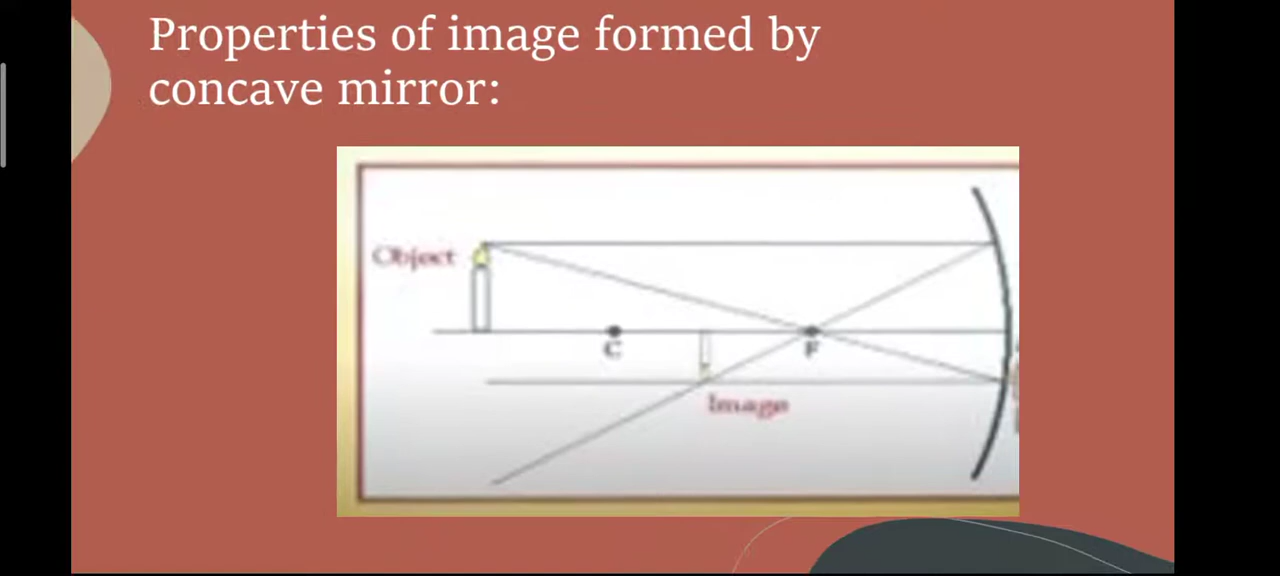 Properties of image formed by
concave mirror:
Object
C
F
Image